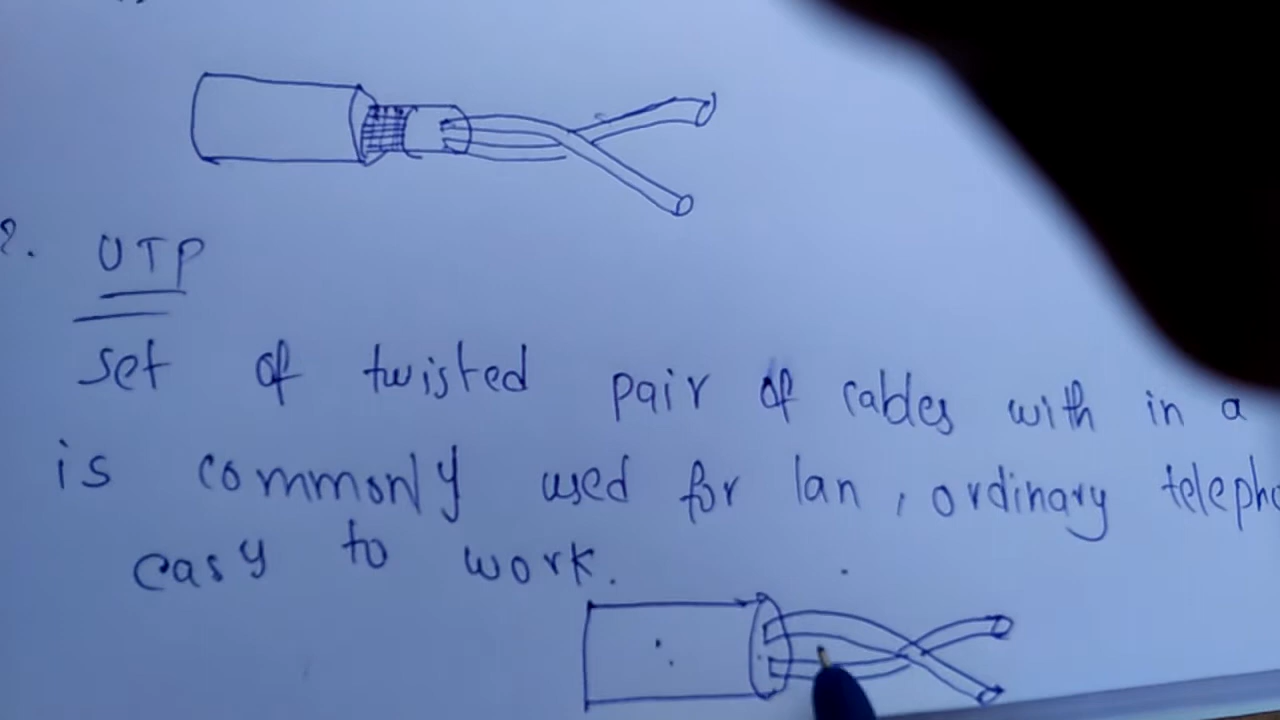 2. UTP
set of twisted pair of cables with in a
is commonly used for lan, ordinary
easy to work.